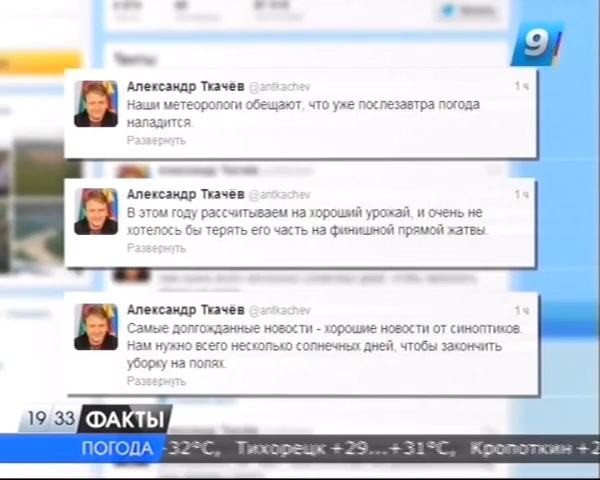 9
Александр Ткачёв @antkachev 1 ч
Наши метеорологи обещают, что уже послезавтра погода
наладится.
Развернуть
Александр Ткачёв @antkachev 1 ч
В этом году рассчитываем на хороший урожай, и очень не
хотелось бы терять его часть на финишной прямой жатвы.
Развернуть
Александр Ткачёв @antkachev 1 ч
Самые долгожданные новости - хорошие новости от синоптиков.
Нам нужно всего несколько солнечных дней, чтобы закончить
уборку на полях.
Развернуть
19 33 ФАКТЫ
ПОГОДА -32°C, Тихорецк +29...+31°C, Кропоткин +2